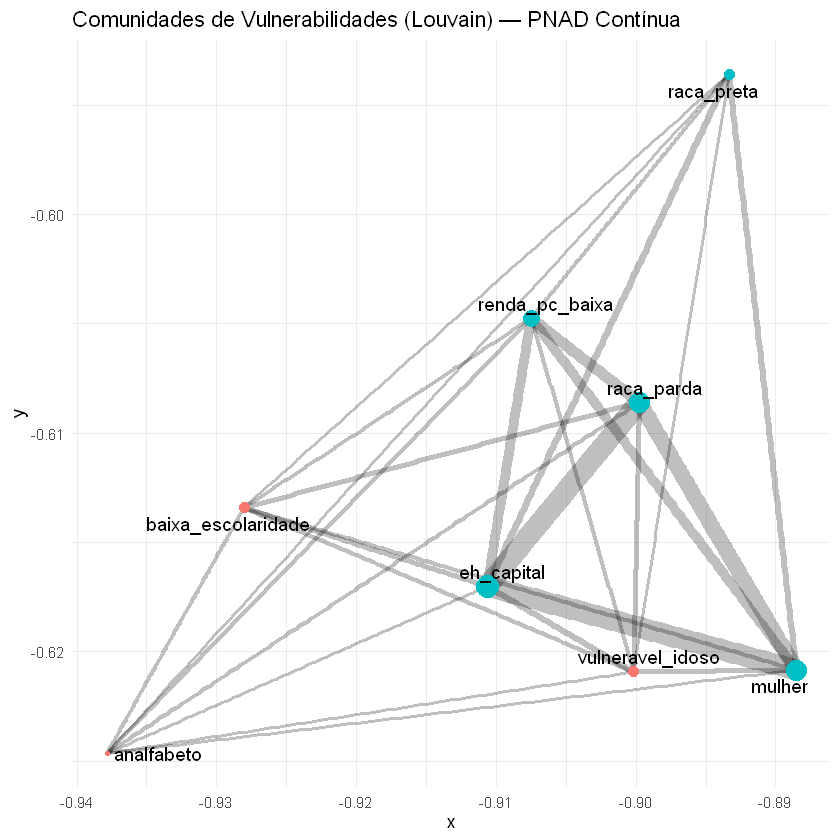 Comunidades de Vulnerabilidades (Louvain) — PNAD Contínua
raca_preta
-0.60
renda_pc_baixa
raca_parda
-0.61
y
baixa_escolaridade
eh_capital
-0.62
vulneravel_idoso
mulher
analfabeto
-0.94
-0.93
-0.92
-0.91
-0.90
-0.89
x